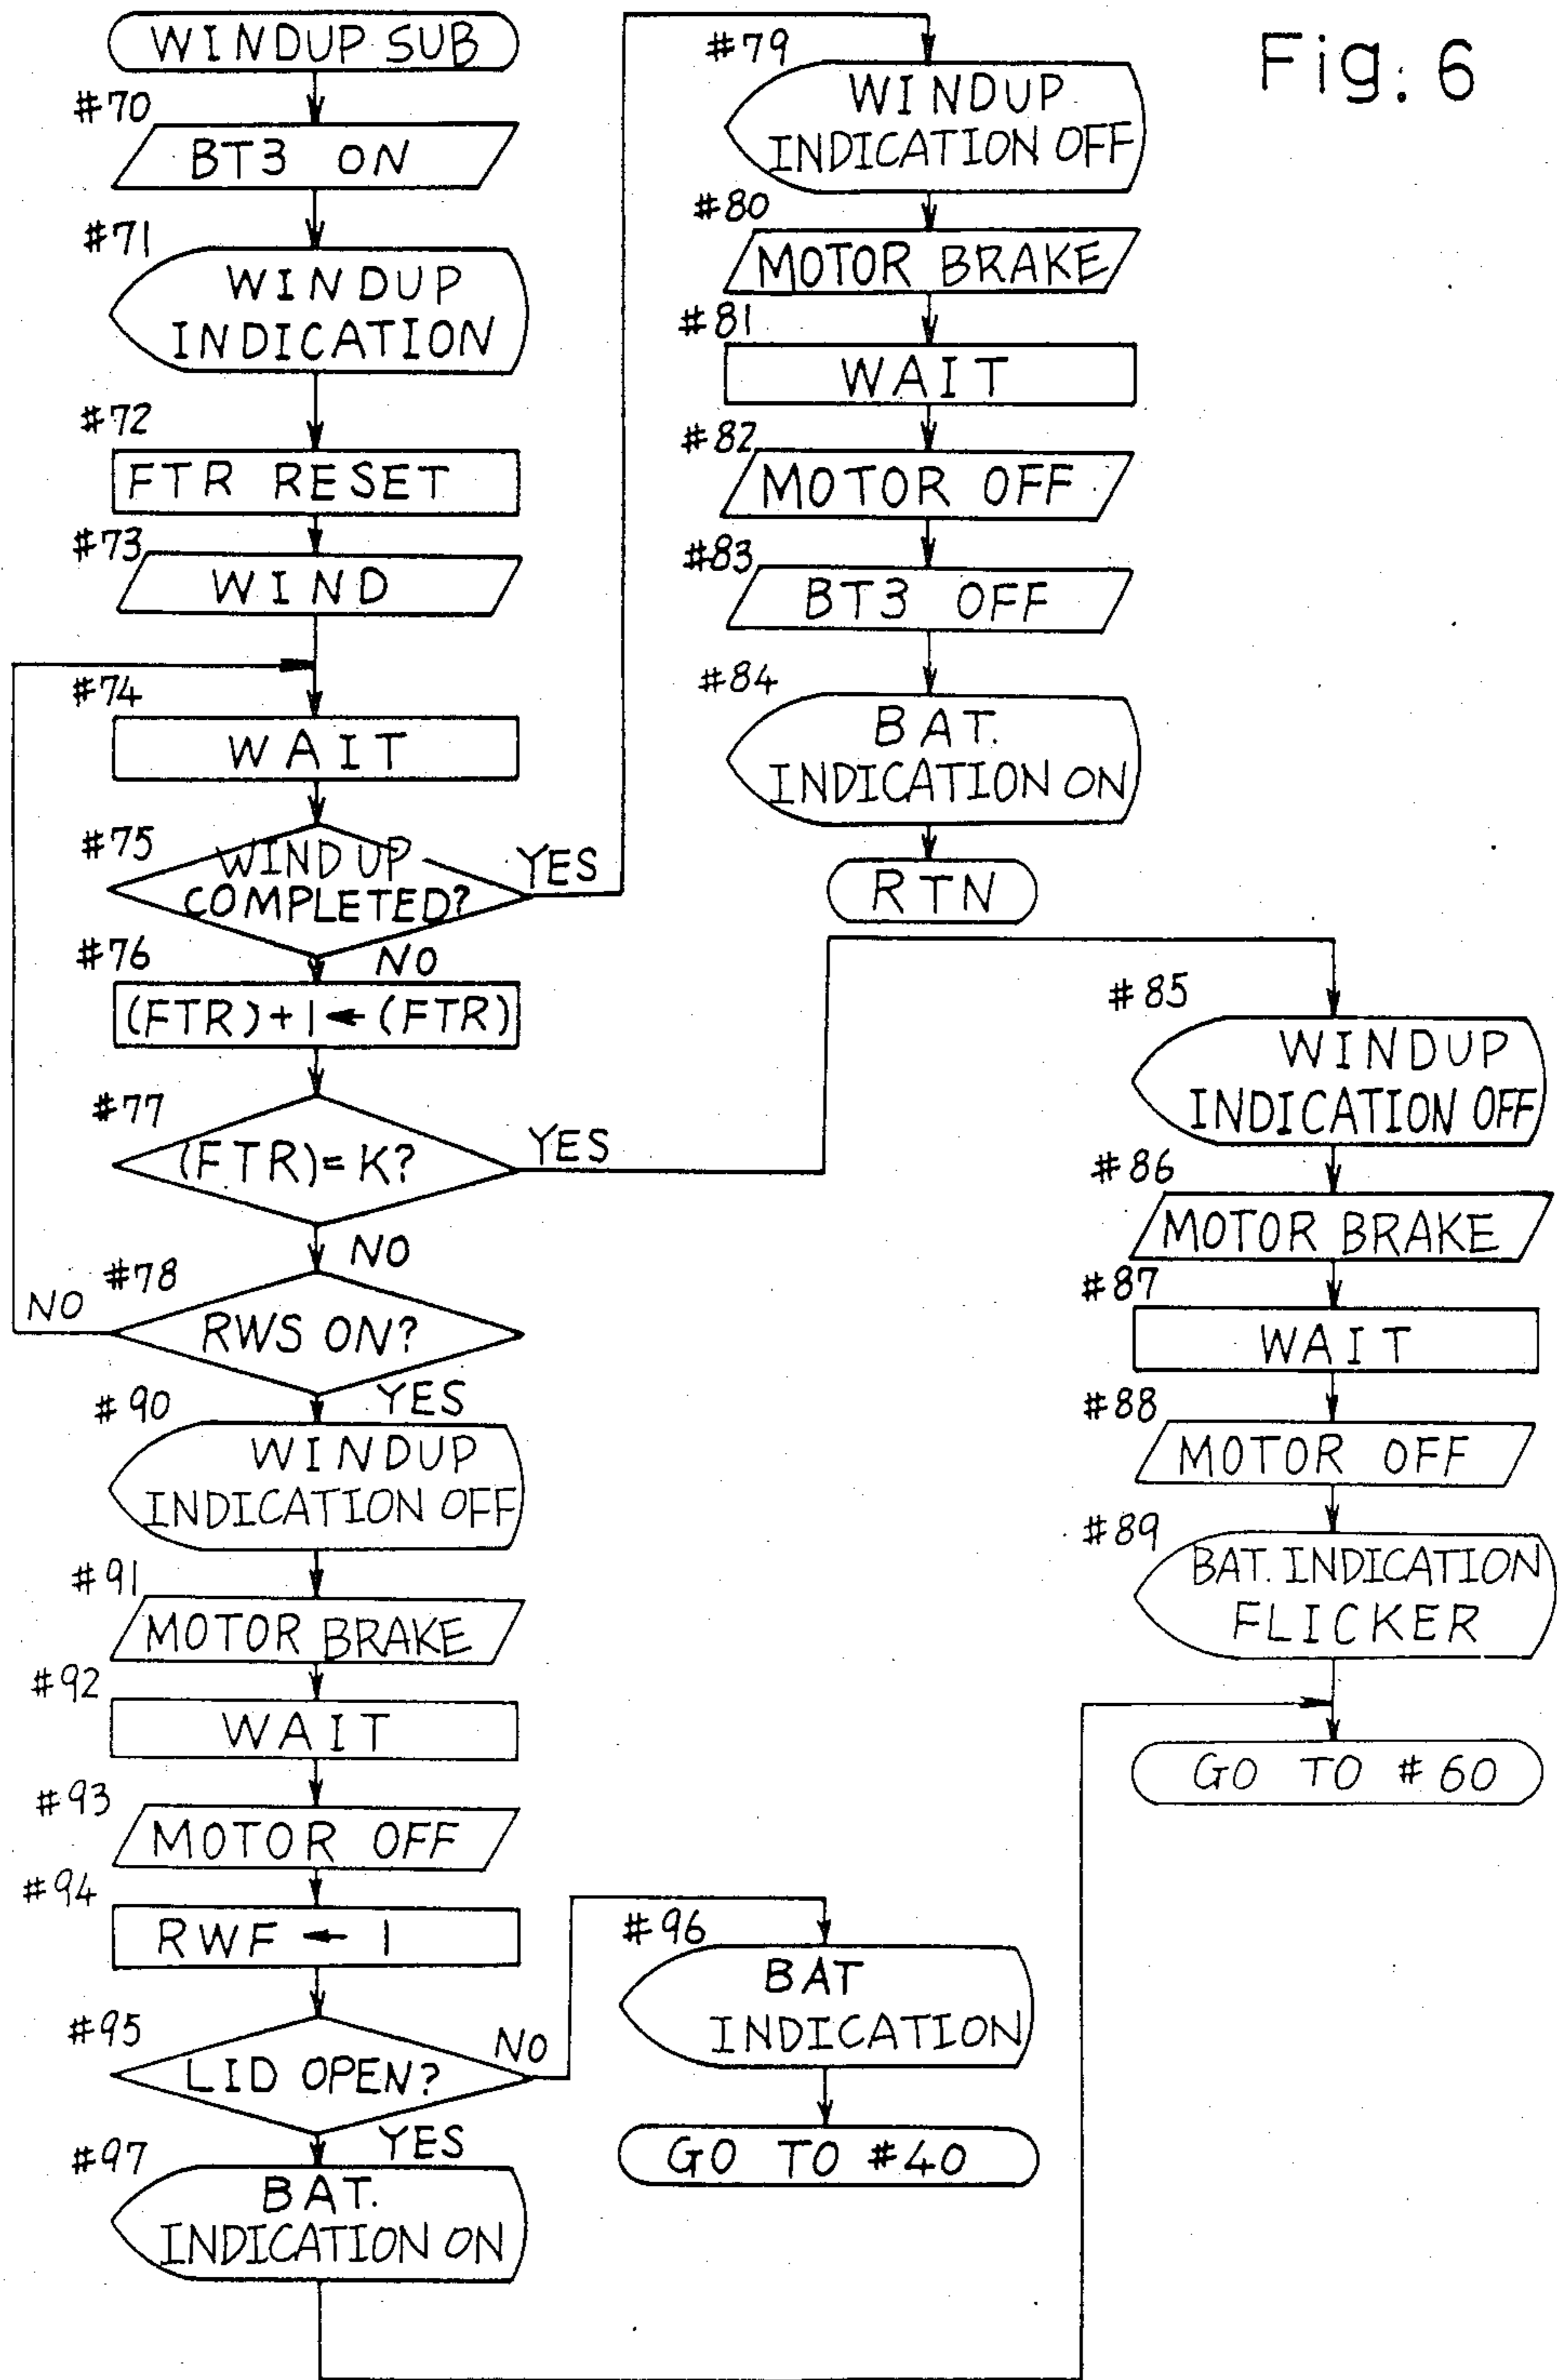 Fig. 6
WINDUP SUB
#70
BT3 ON
#71
WINDUP
INDICATION
#72
FTR RESET
#73
WIND
#74
WAIT
#75
WIND UP
COMPLETED?
YES
NO
#76
(FTR)+1←(FTR)
#77
(FTR)=K?
YES
NO
#78
RWS ON?
NO
YES
#90
WINDUP
INDICATION OFF
#91
MOTOR BRAKE
#92
WAIT
#93
MOTOR OFF
#94
RWF ← 1
#95
LID OPEN?
NO
YES
#97
BAT.
INDICATION ON
#96
BAT
INDICATION
GO TO #40
#79
WINDUP
INDICATION OFF
#80
MOTOR BRAKE
#81
WAIT
#82
MOTOR OFF
#83
BT3 OFF
#84
BAT.
INDICATION ON
RTN
#85
WINDUP
INDICATION OFF
#86
MOTOR BRAKE
#87
WAIT
#88
MOTOR OFF
#89
BAT. INDICATION
FLICKER
GO TO #60